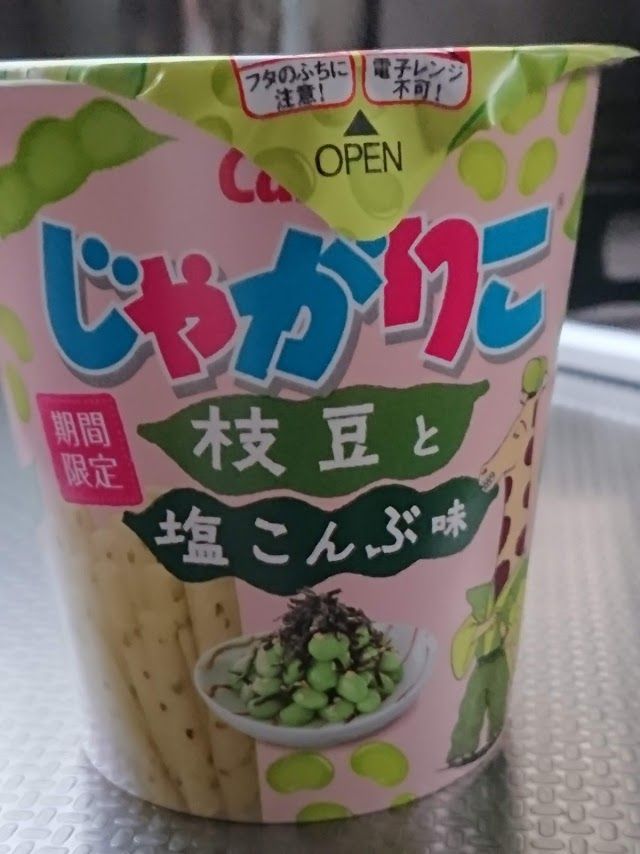 フタのふちに
注意!
電子レンジ
不可!
OPEN
Ca
じゃがりこ
期間
限定
枝豆と
塩こんぶ味